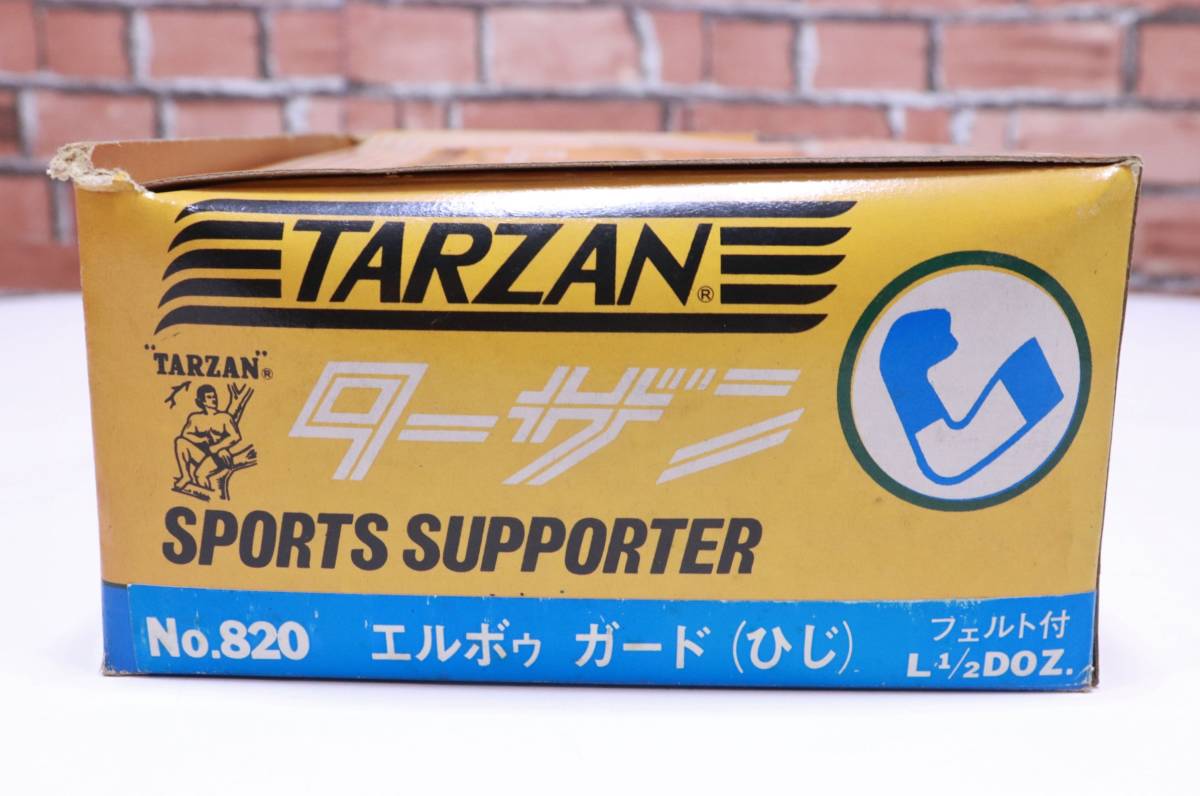 TARZAN®
"TARZAN"®
ターザン
SPORTS SUPPORTER
No.820 エルボゥ ガード(ひじ) フェルト付
L 1/2 DOZ.